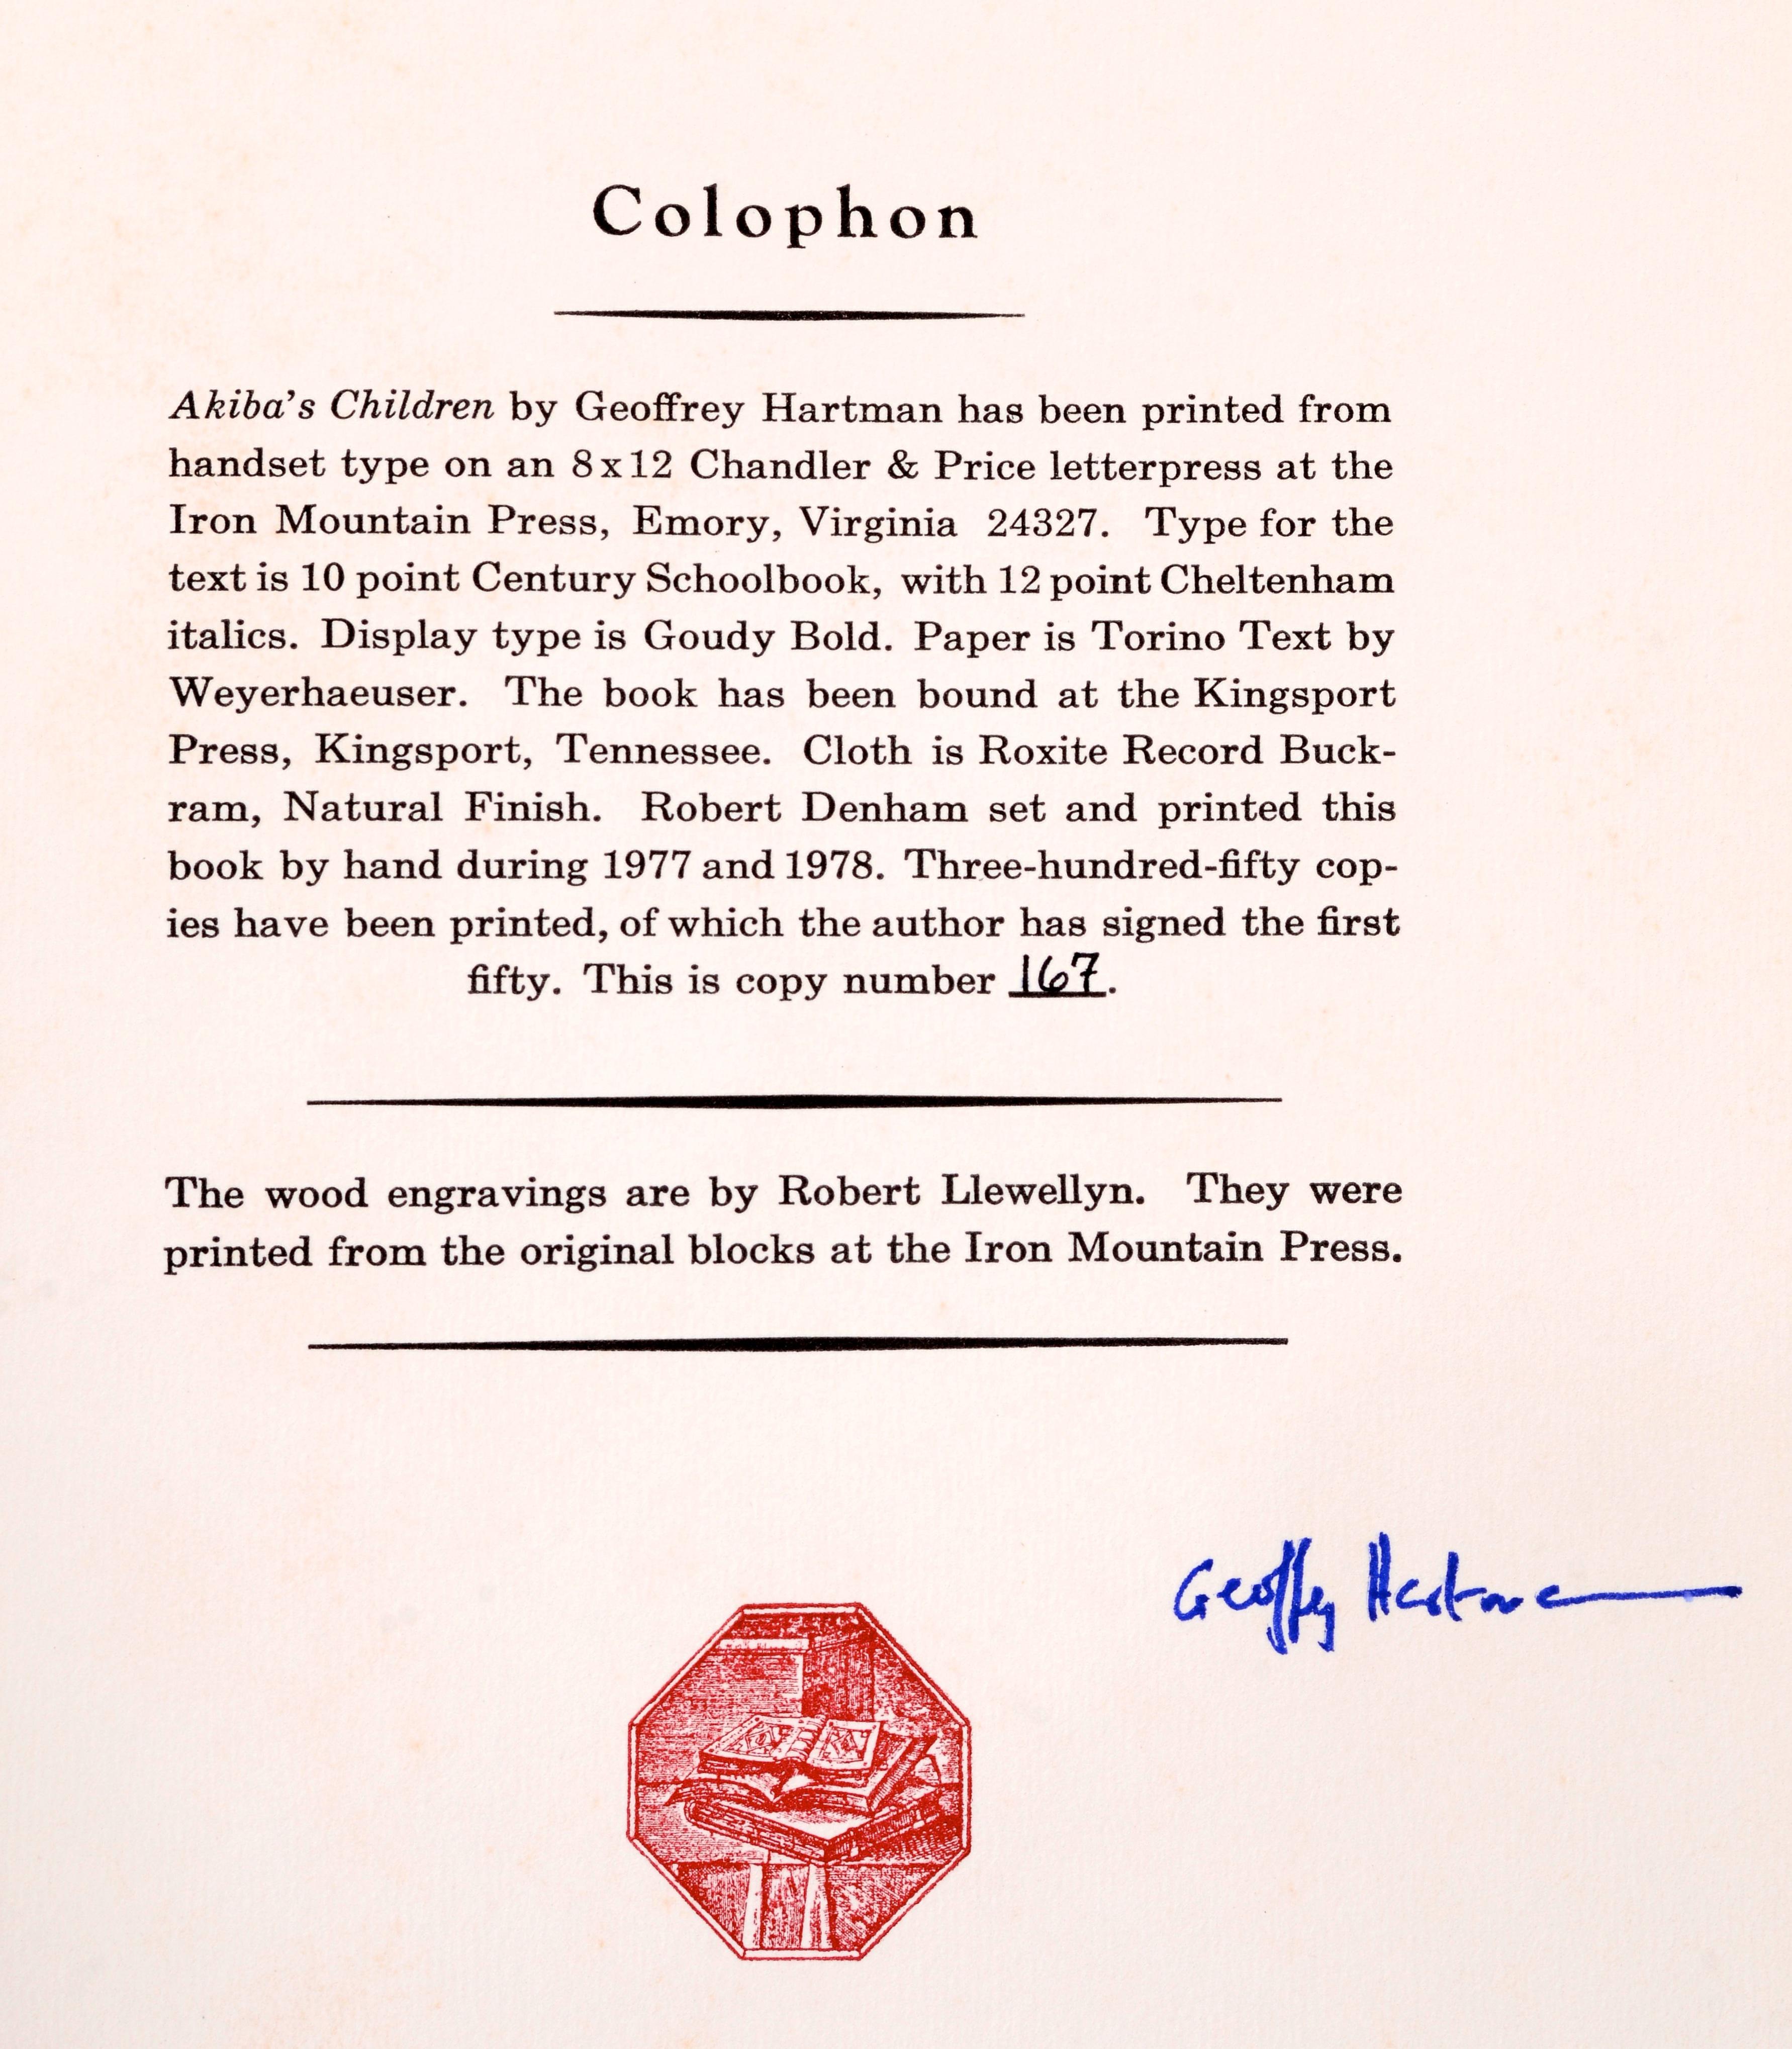 Colophon
Akiba's Children by Geoffrey Hartman has been printed from
handset type on an 8x12 Chandler & Price letterpress at the
Iron Mountain Press, Emory, Virginia 24327. Type for the
text is 10 point Century Schoolbook, with 12 point Cheltenham
italics. Display type is Goudy Bold. Paper is Torino Text by
Weyerhaeuser. The book has been bound at the Kingsport
Press, Kingsport, Tennessee. Cloth is Roxite Record Buck-
ram, Natural Finish. Robert Denham set and printed this
book by hand during 1977 and 1978. Three-hundred-fifty cop-
ies have been printed, of which the author has signed the first
fifty. This is copy number 167.
The wood engravings are by Robert Llewellyn. They were
printed from the original blocks at the Iron Mountain Press.
Geoffrey Hartman